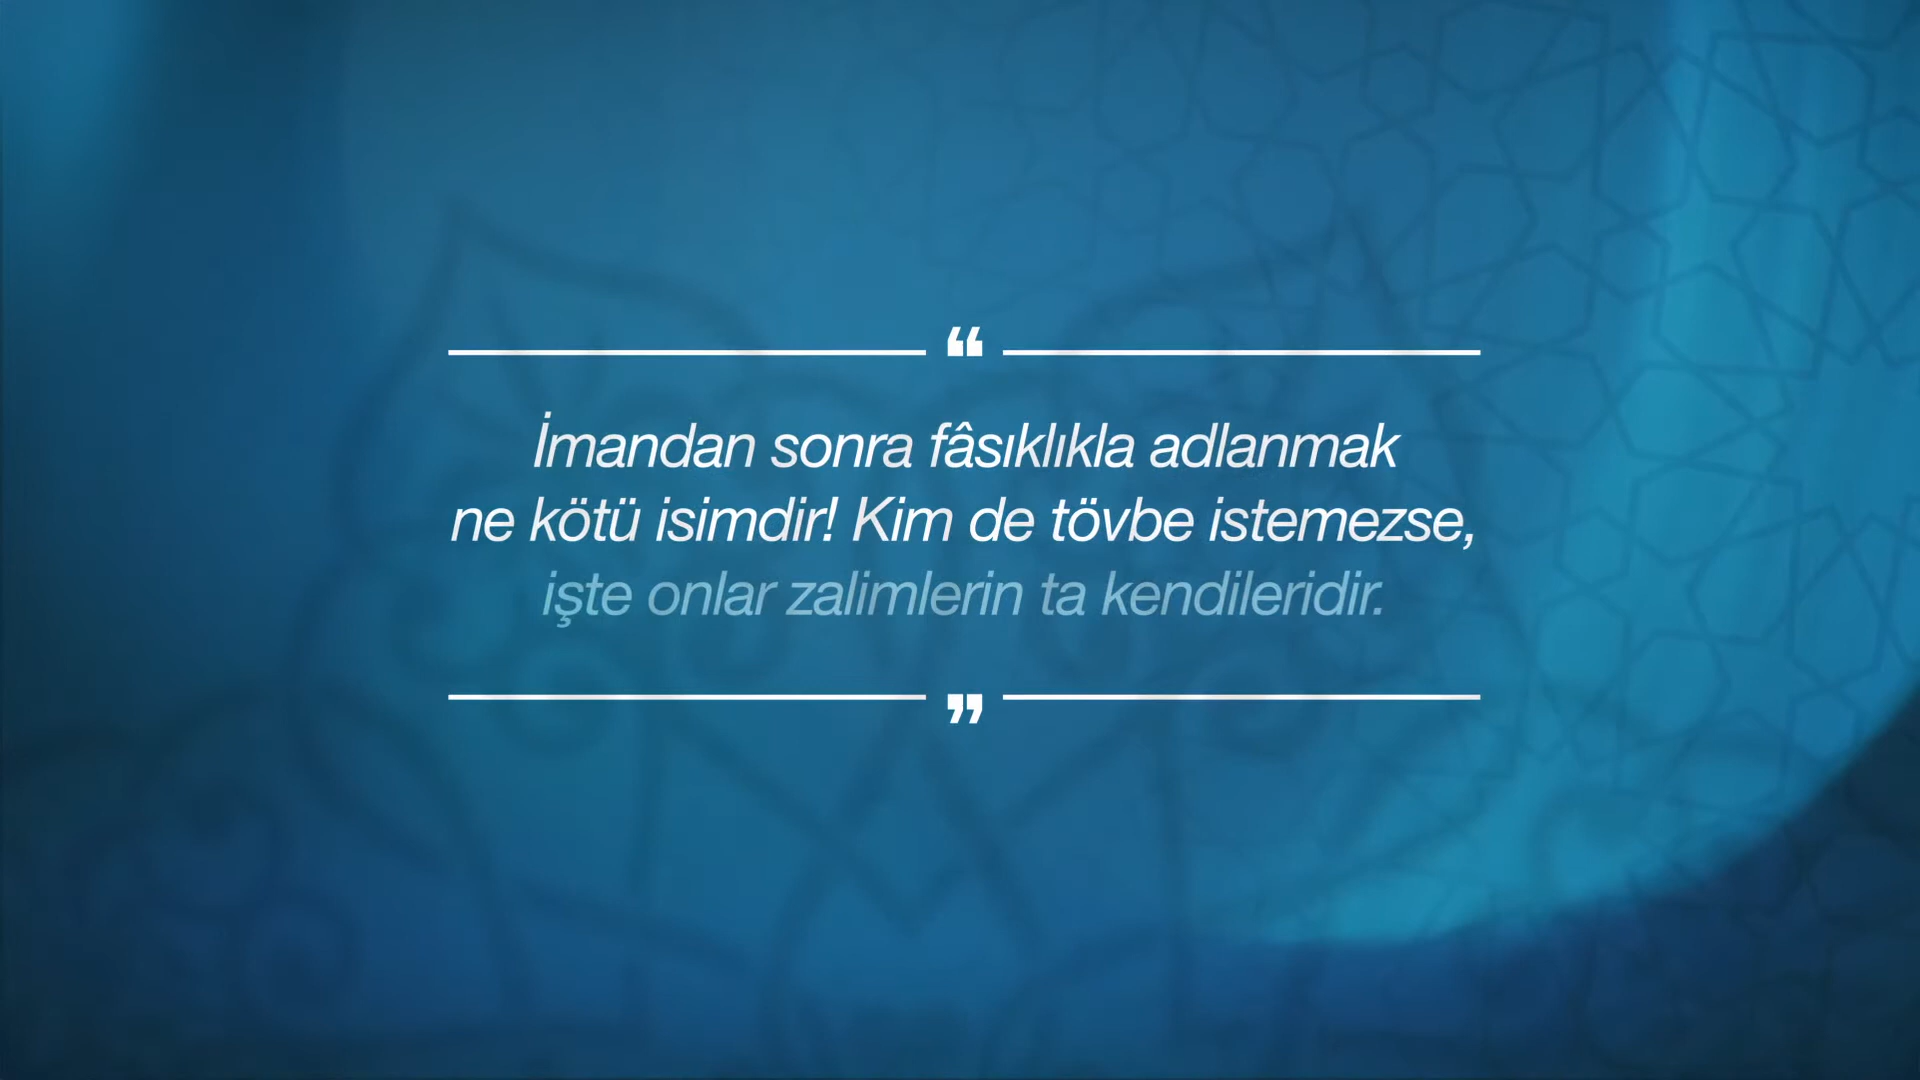 ❝
İmandan sonra fâsıklıkla adlanmak
ne kötü isimdir! Kim de tövbe istemezse,
işte onlar zalimlerin ta kendileridir.
❞